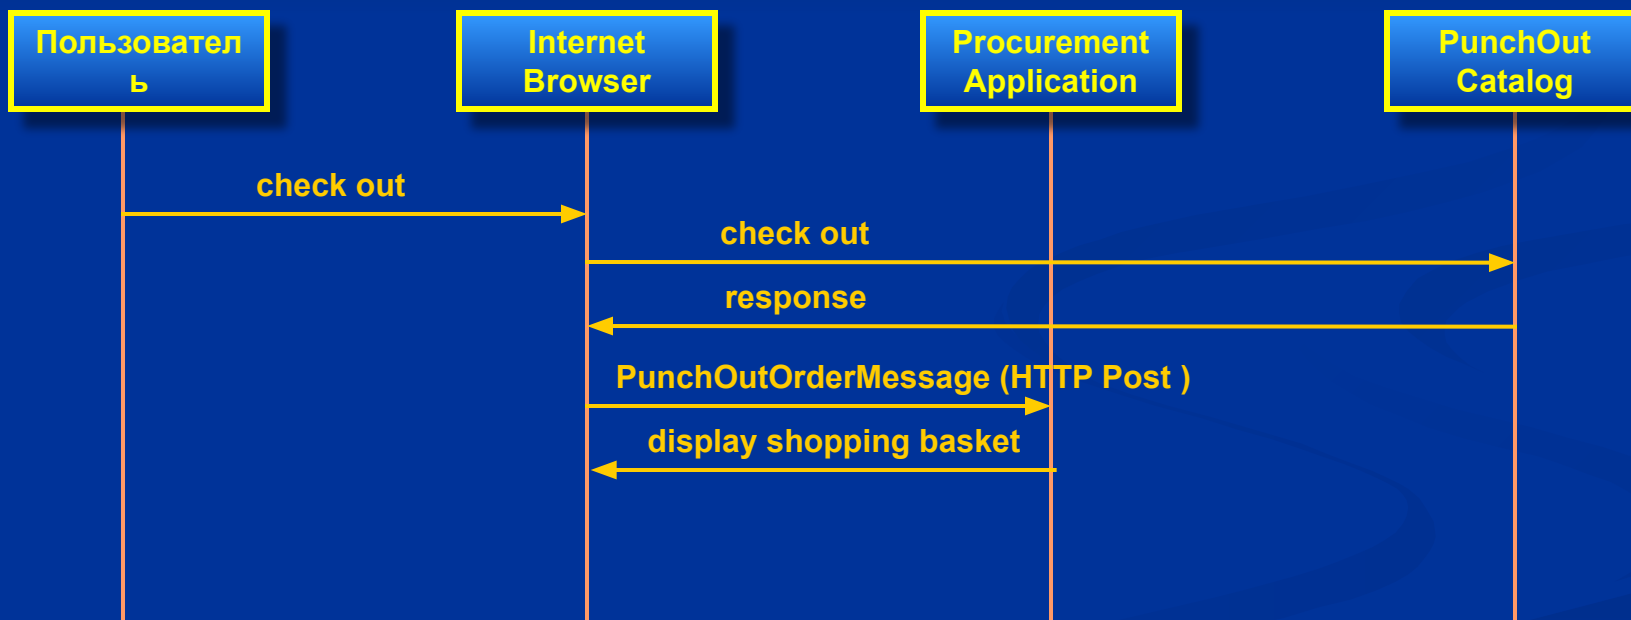 Пользовател
ь
Internet
Browser
Procurement
Application
PunchOut
Catalog
check out
check out
response
PunchOutOrderMessage (HTTP Post )
display shopping basket